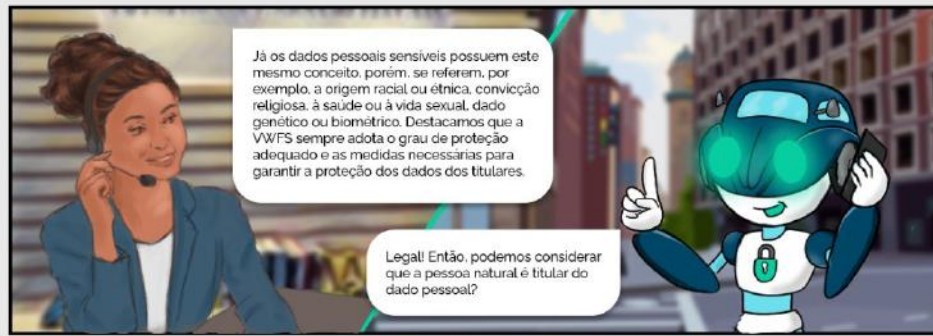 Já os dados pessoais sensíveis possuem este
mesmo conceito, porém, se referem, por
exemplo, a origem racial ou étnica, convicção
religiosa, à saúde ou à vida sexual, dado
genético ou biométrico. Destacamos que a
VWFS sempre adota o grau de proteção
adequado e as medidas necessárias para
garantir a proteção dos dados dos titulares.
Legal! Então, podemos considerar
que a pessoa natural é titular do
dado pessoal?